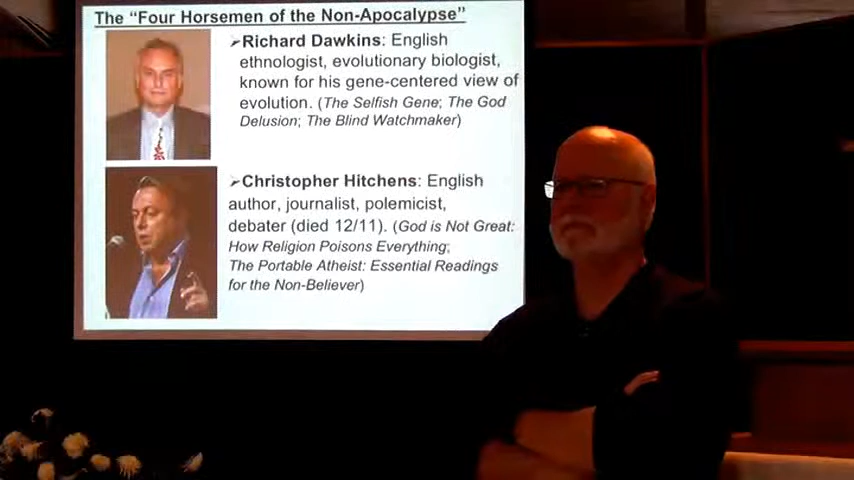 The "Four Horsemen of the Non-Apocalypse"
➢Richard Dawkins: English
ethnologist, evolutionary biologist,
known for his gene-centered view of
evolution. (The Selfish Gene; The God
Delusion; The Blind Watchmaker)
➢Christopher Hitchens: English
author, journalist, polemicist,
debater (died 12/11). (God is Not Great:
How Religion Poisons Everything;
The Portable Atheist: Essential Readings
for the Non-Believer)